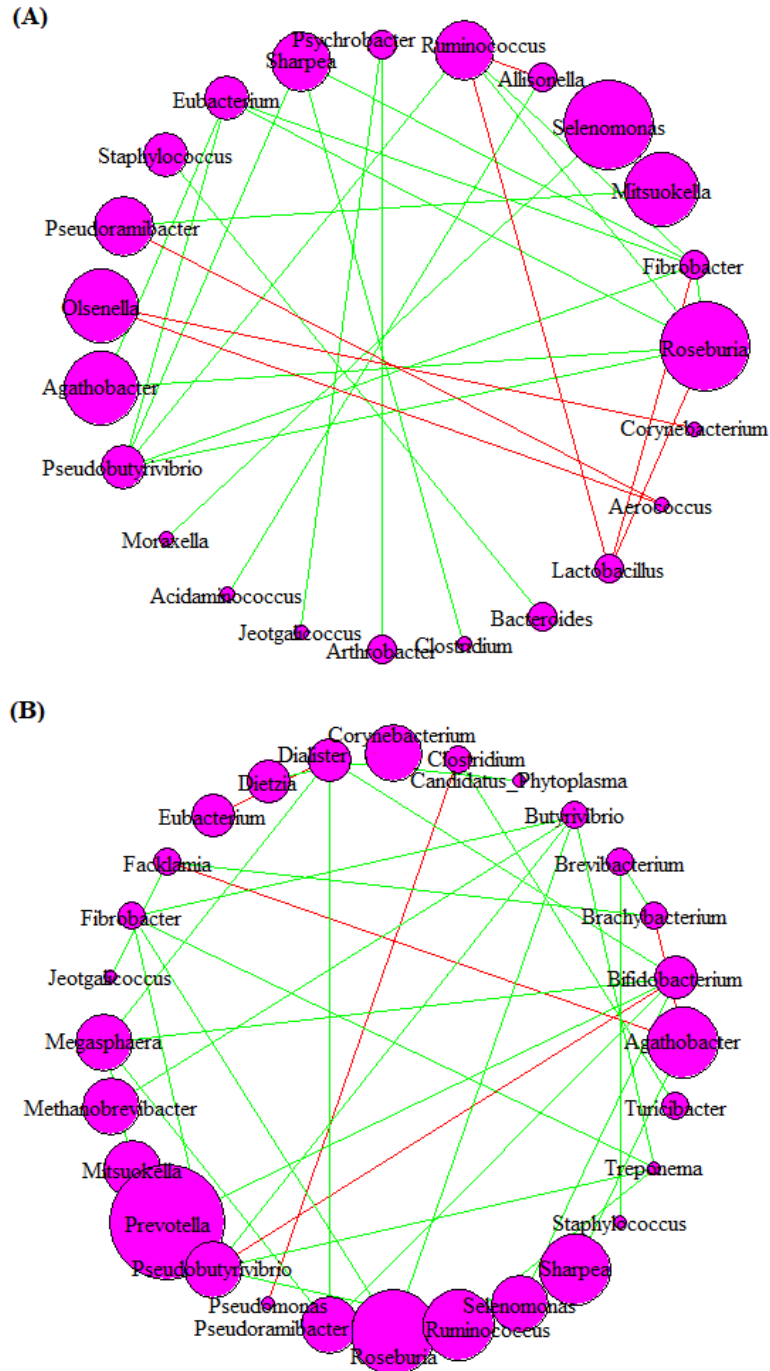 (A)
Psychrobacter
Ruminococcus
Sharpea
Allisonella
Eubacterium
Selenomonas
Staphylococcus
Mitsuokella
Pseudoramibacter
Fibrobacter
Olsenella
Roseburia
Agathobacter
Corynebacterium
Pseudobutyrivibrio
Aerococcus
Moraxella
Lactobacillus
Acidaminococcus
Bacteroides
Jeotgalicoccus
Clostridium
Arthrobacter
(B)
Corynebacterium
Dialister
Clostridium
Dietzia
Candidatus_Phytoplasma
Eubacterium
Butyrivibrio
Facklamia
Brevibacterium
Fibrobacter
Brachybacterium
Jeotgalicoccus
Bifidobacterium
Megasphaera
Agathobacter
Methanobrevibacter
Turicibacter
Mitsuokella
Treponema
Prevotella
Staphylococcus
Pseudobutyrivibrio
Sharpea
Pseudomonas
Selenomonas
Pseudoramibacter
Ruminococcus
Roseburia